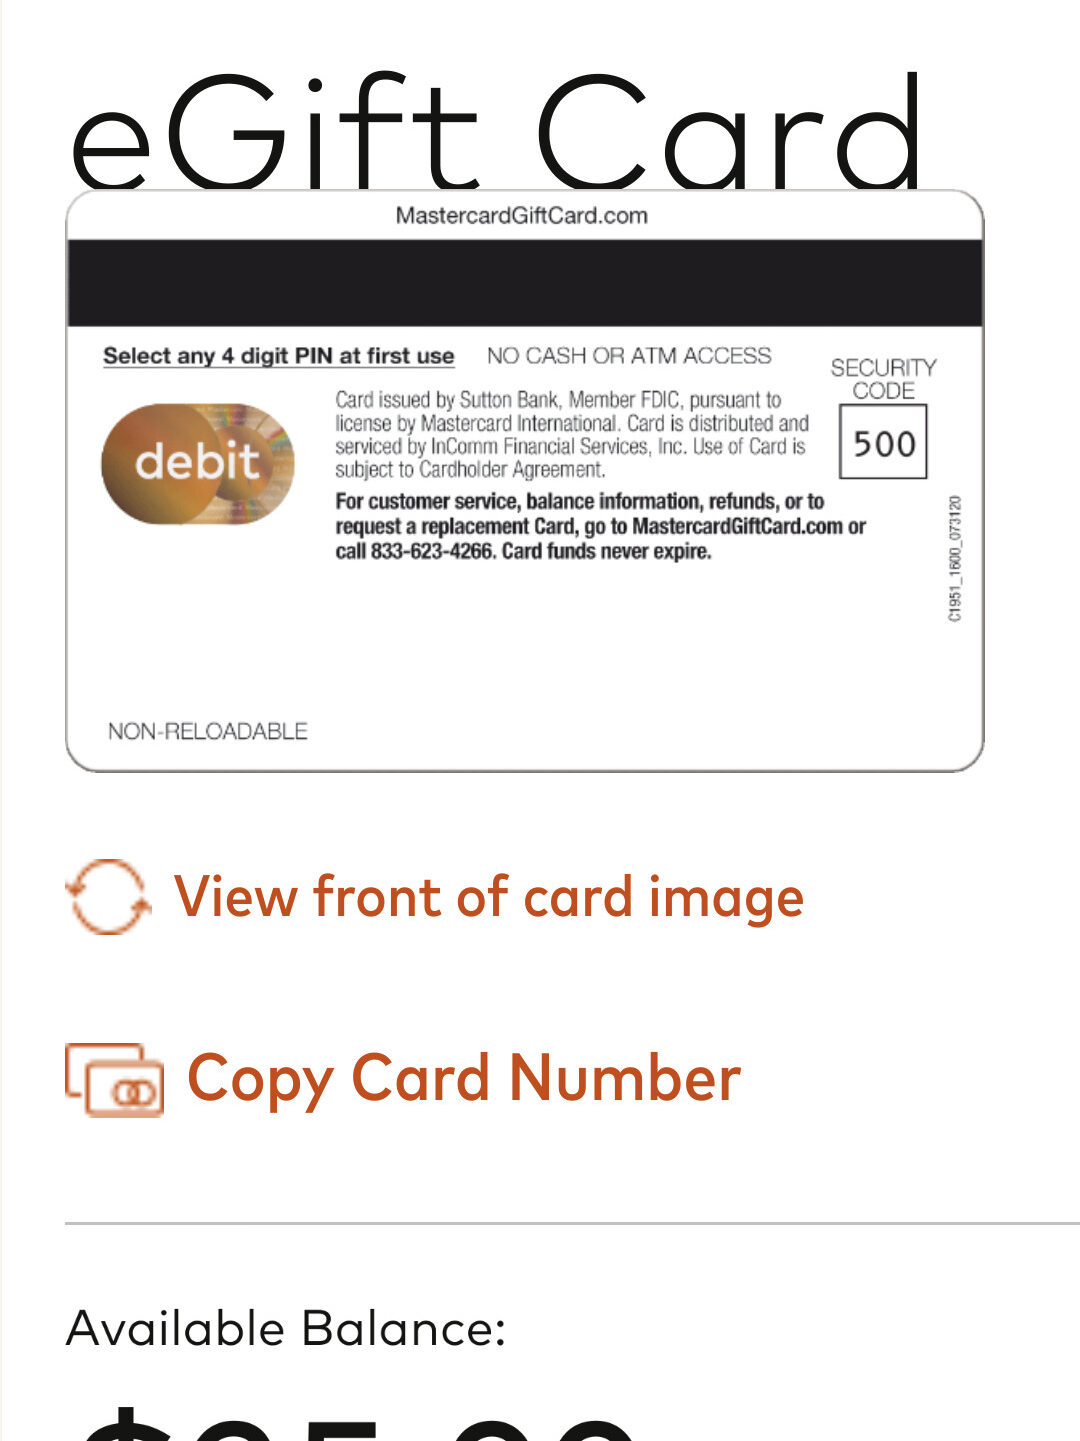 eGift Card
MastercardGiftCard.com
Select any 4 digit PIN at first use NO CASH OR ATM ACCESS
SECURITY
CODE
500
debit
Card issued by Sutton Bank, Member FDIC, pursuant to
license by Mastercard International. Card is distributed and
serviced by InComm Financial Services, Inc. Use of Card is
subject to Cardholder Agreement.
For customer service, balance information, refunds, or to
request a replacement Card, go to MastercardGiftCard.com or
call 833-623-4266. Card funds never expire.
C1951_1600_073120
NON-RELOADABLE
View front of card image
Copy Card Number
Available Balance: